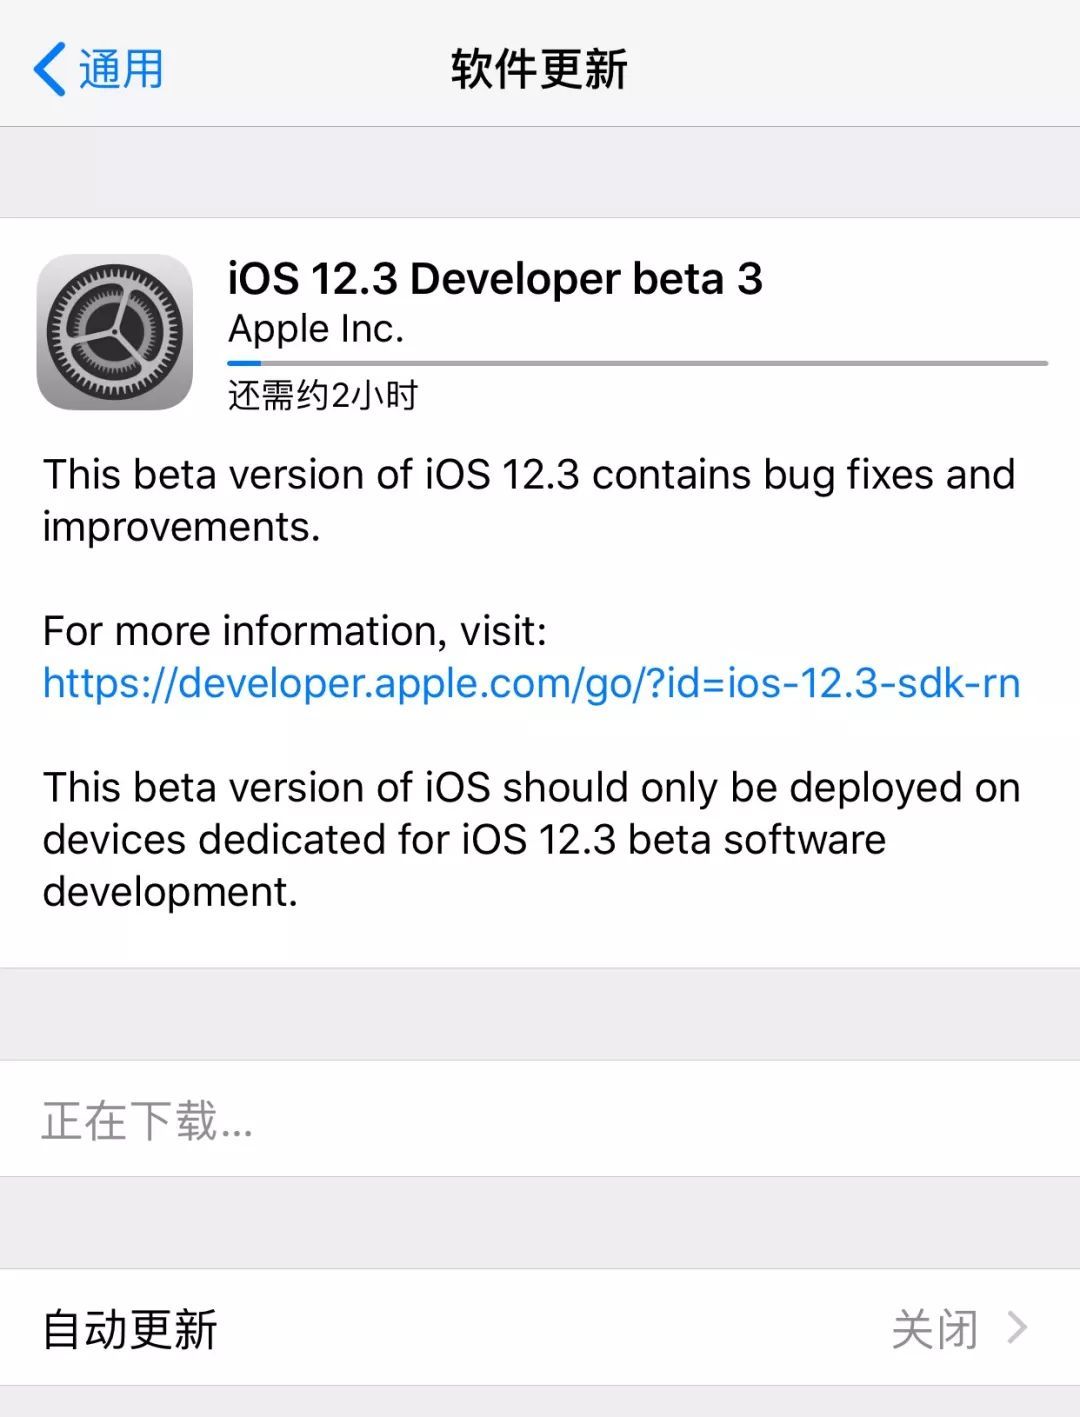 通用
软件更新
iOS 12.3 Developer beta 3
Apple Inc.
还需约2小时
This beta version of iOS 12.3 contains bug fixes and
improvements.
For more information, visit:
https://developer.apple.com/go/?id=ios-12.3-sdk-rn
This beta version of iOS should only be deployed on
devices dedicated for iOS 12.3 beta software
development.
正在下载...
自动更新
关闭